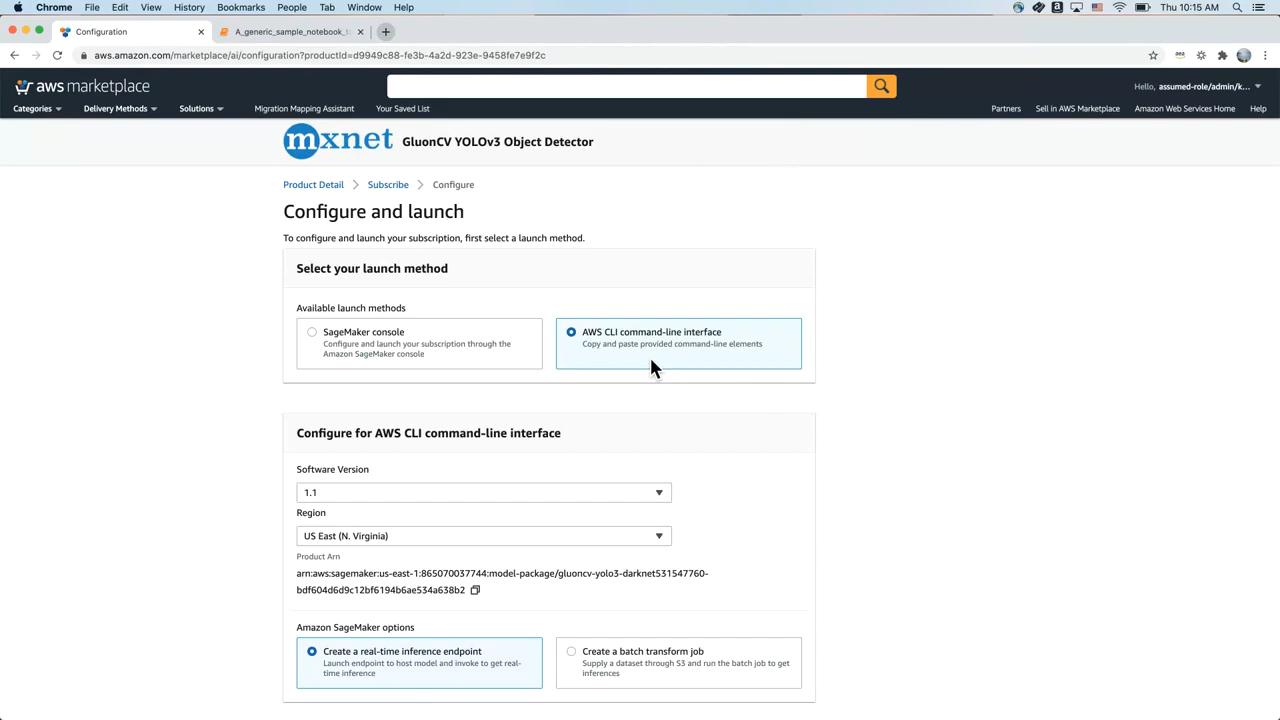 Chrome File Edit View History Bookmarks People Tab Window Help Thu 10:15 AM
Configuration A_generic_sample_notebook_
aws.amazon.com/marketplace/ai/configuration?productId=d9949c88-fe3b-4a2d-923e-9458fe7e9f2c
aws marketplace Hello, assumed-role/admin/k...
Categories Delivery Methods Solutions Migration Mapping Assistant Your Saved List Partners Sell in AWS Marketplace Amazon Web Services Home Help
mxnet GluonCV YOLOv3 Object Detector
Product Detail > Subscribe > Configure
Configure and launch
To configure and launch your subscription, first select a launch method.
Select your launch method
Available launch methods
SageMaker console
Configure and launch your subscription through the
Amazon SageMaker console
AWS CLI command-line interface
Copy and paste provided command-line elements
Configure for AWS CLI command-line interface
Software Version
1.1
Region
US East (N. Virginia)
Product Arn
arn:aws:sagemaker:us-east-1:865070037744:model-package/gluoncv-yolo3-darknet531547760-
bdf604d6d9c12bf6194b6ae534a638b2
Amazon SageMaker options
Create a real-time inference endpoint
Launch endpoint to host model and invoke to get real-
time inference
Create a batch transform job
Supply a dataset through S3 and run the batch job to get
inferences